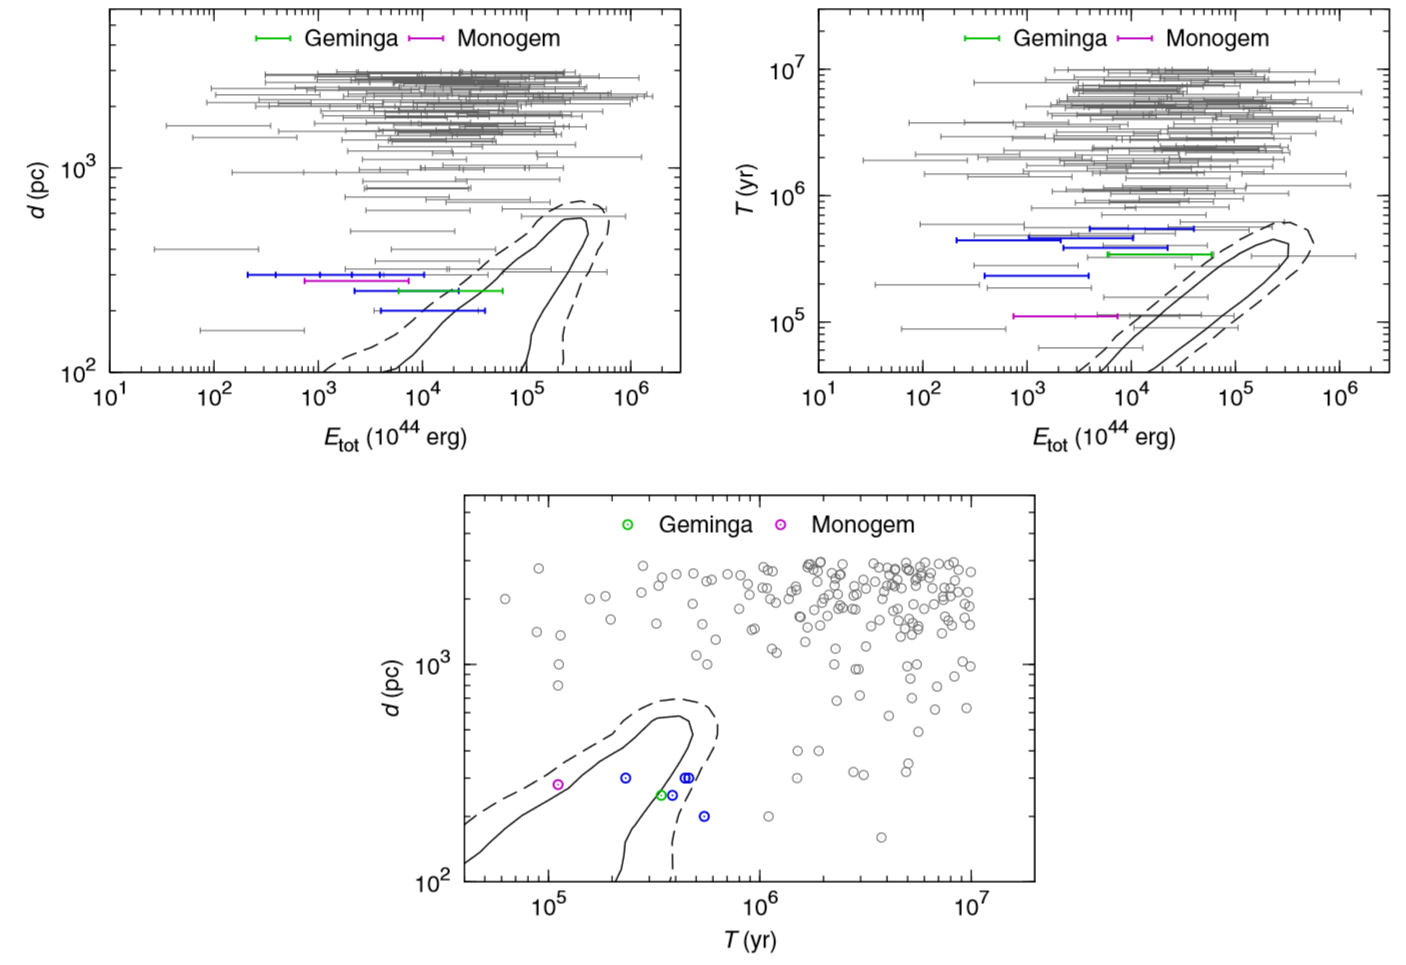 Geminga Monogem
d (pc)
10^3
10^2
10^1 10^2 10^3 10^4 10^5 10^6
E_tot (10^44 erg)
Geminga Monogem
T (yr)
10^7
10^6
10^5
10^1 10^2 10^3 10^4 10^5 10^6
E_tot (10^44 erg)
Geminga Monogem
d (pc)
10^3
10^2
10^5 10^6 10^7
T (yr)